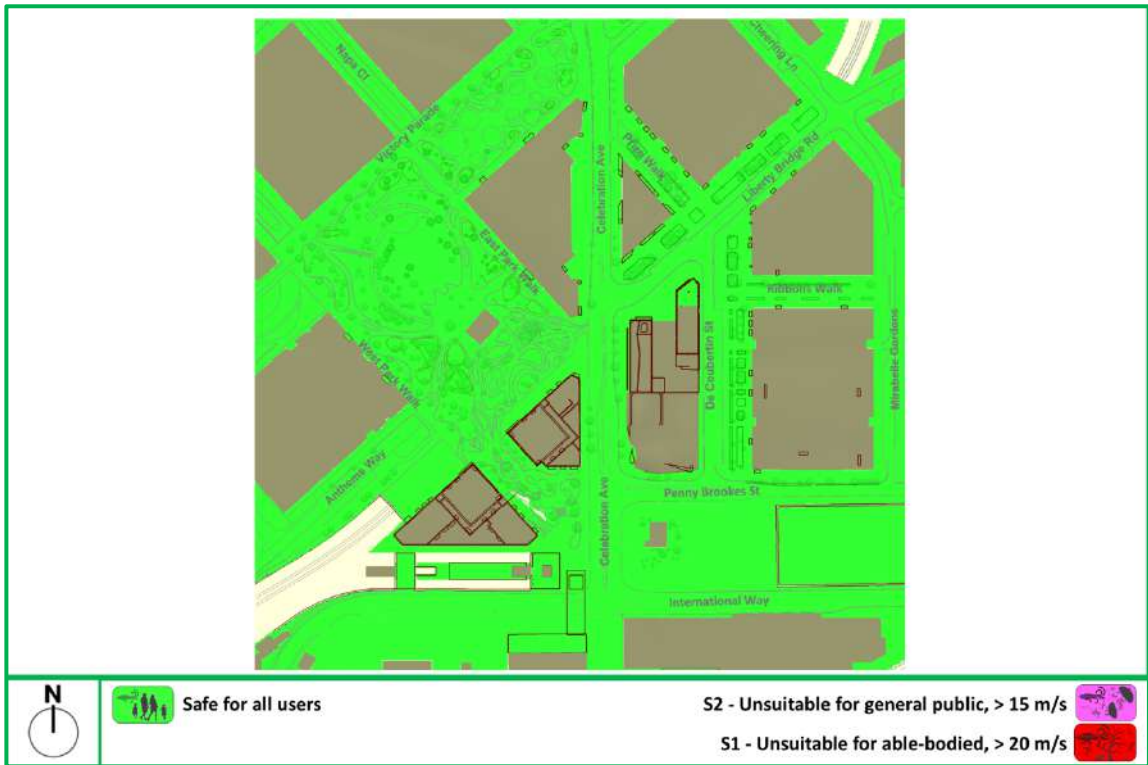 Napa Cl
Cheering Ln
Victory Parade
Celebration Ave
Walk
Liberty Bridge Rd
East Park Walk
Ribbons Walk
De Coubertin St
Mirabelle Gardens
West Park Walk
Anthems Way
Celebration Ave
Penny Brookes St
International Way
N
Safe for all users
S2 - Unsuitable for general public, > 15 m/s
S1 - Unsuitable for able-bodied, > 20 m/s